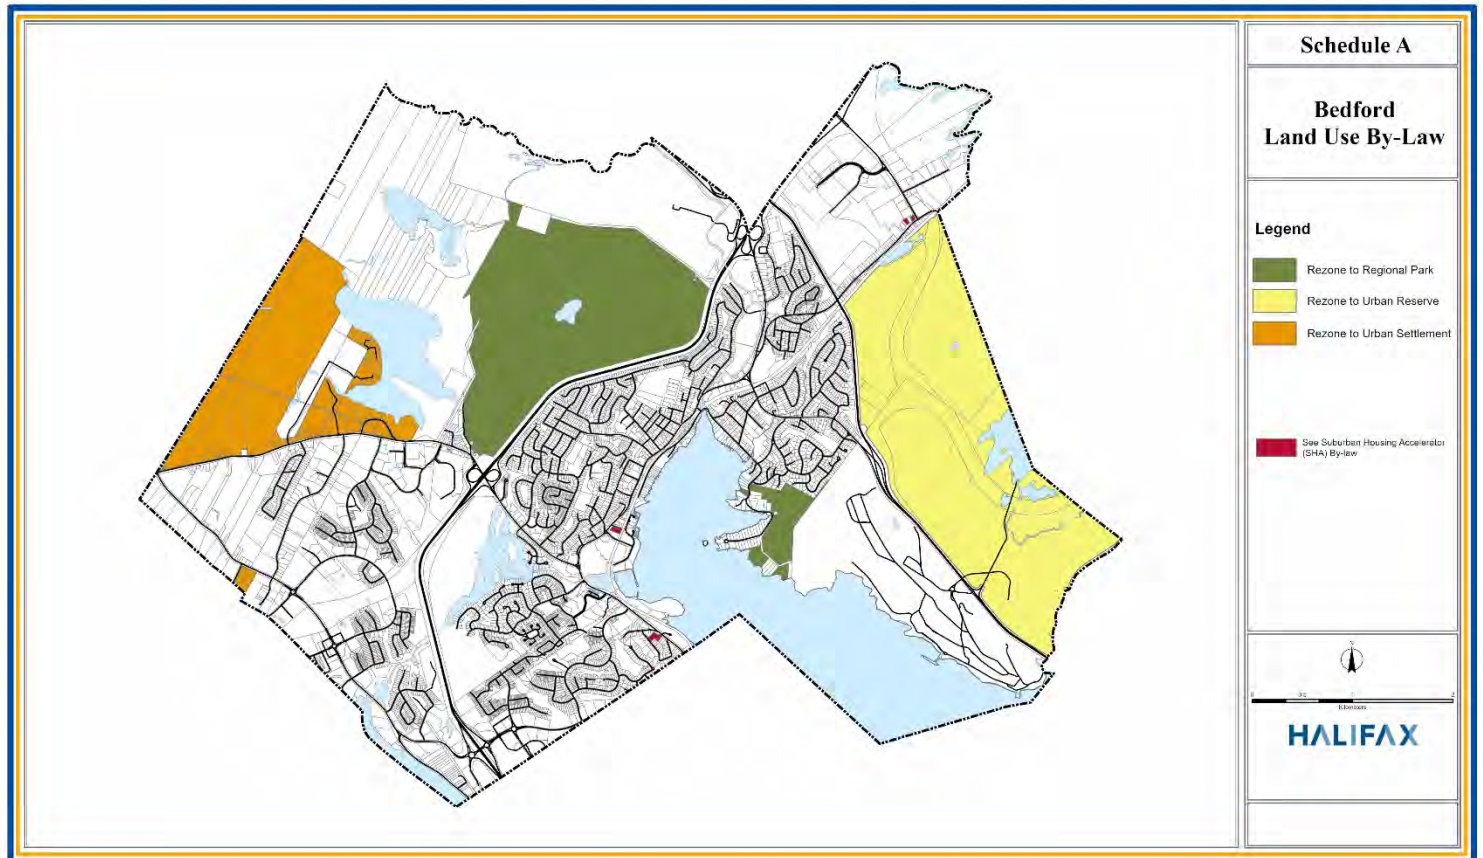 Schedule A
Bedford
Land Use By-Law
Legend
Rezone to Regional Park
Rezone to Urban Reserve
Rezone to Urban Settlement
See Suburban Housing Accelerator
(SHA) By-law
N
Kilometers
HALIFAX